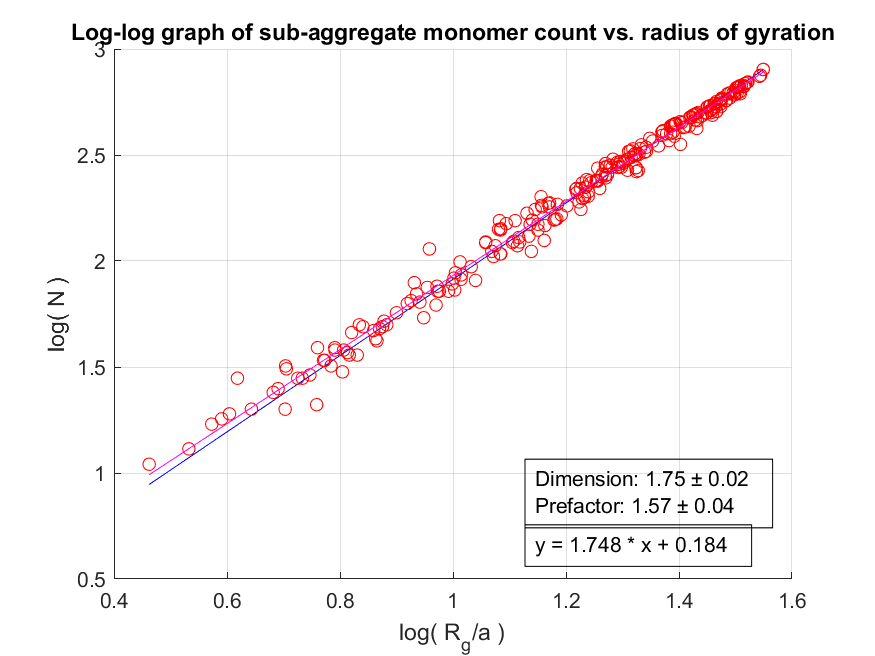 Log-log graph of sub-aggregate monomer count vs. radius of gyration
3
2.5
2
1.5
1
0.5
log( N )
Dimension: 1.75 ± 0.02
Prefactor: 1.57 ± 0.04
y = 1.748 * x + 0.184
0.4 0.6 0.8 1 1.2 1.4 1.6
log( R_g/a )